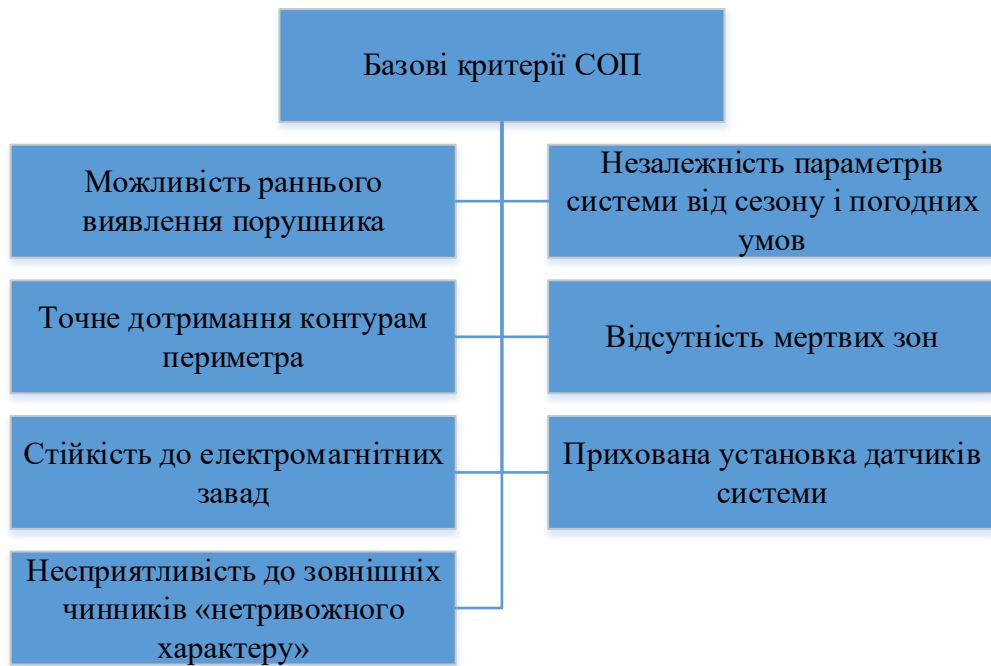 Базові критерії СОП
Можливість раннього
виявлення порушника
Незалежність параметрів
системи від сезону і погодних
умов
Точне дотримання контурам
периметра
Відсутність мертвих зон
Стійкість до електромагнітних
завад
Прихована установка датчиків
системи
Несприятливість до зовнішніх
чинників «нетривожного
характеру»